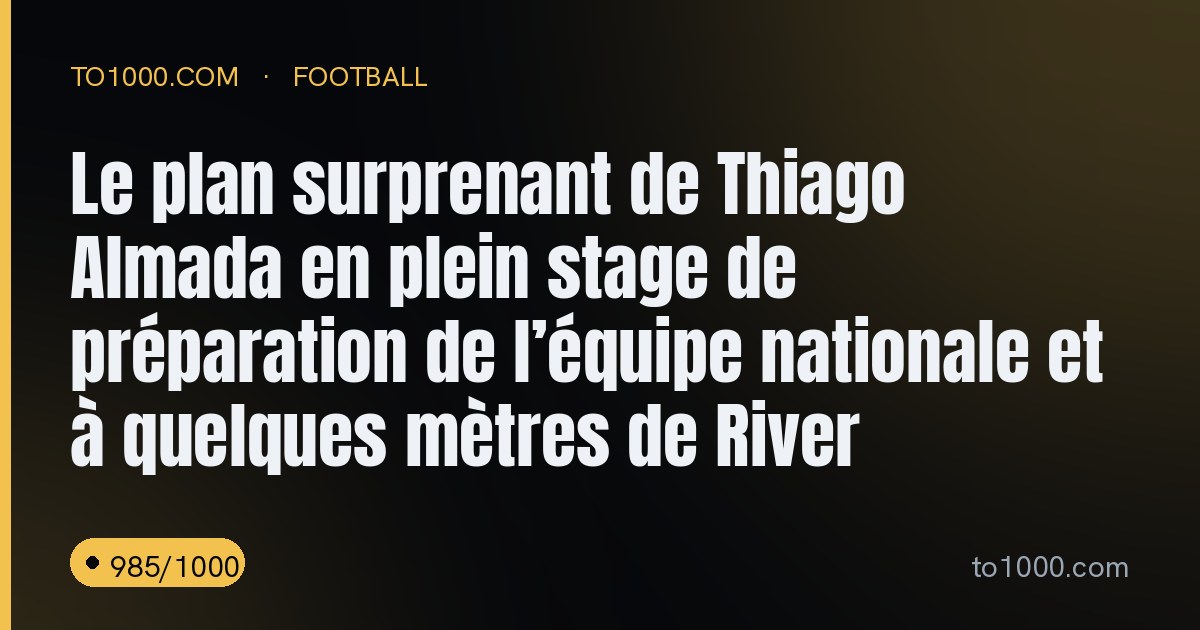 TO1000.COM · FOOTBALL
Le plan surprenant de Thiago
Almada en plein stage de
préparation de l’équipe nationale et
à quelques mètres de River
985/1000
to1000.com